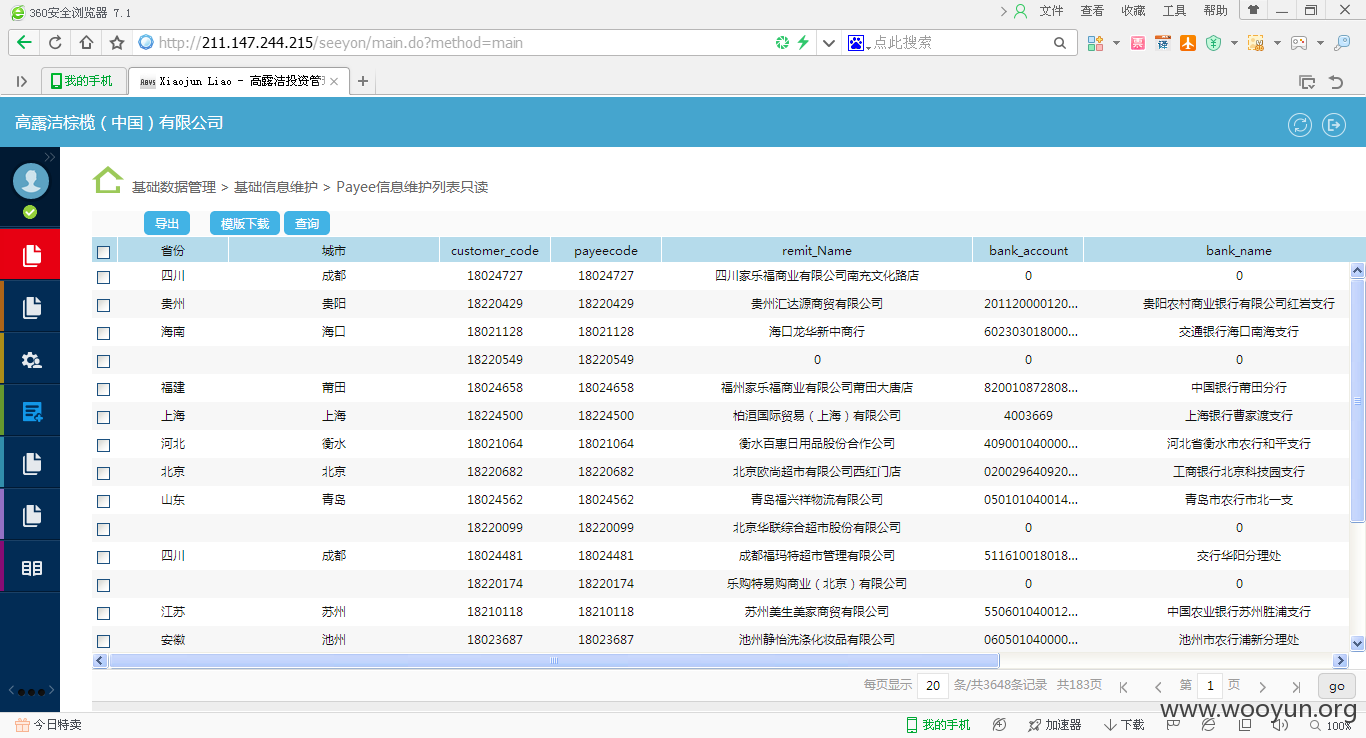 360安全浏览器 7.1 文件 查看 收藏 工具 帮助
http://211.147.244.215/seeyon/main.do?method=main 点此搜索
我的手机 Xiaojun Liao - 高露洁投资管
高露洁棕榄（中国）有限公司
基础数据管理 > 基础信息维护 > Payee信息维护列表只读
导出 模版下载 查询
省份 城市 customer_code payeecode remit_Name bank_account bank_name
四川 成都 18024727 18024727 四川家乐福商业有限公司南充文化路店 0 0
贵州 贵阳 18220429 18220429 贵州汇达源商贸有限公司 201120000120... 贵阳农村商业银行有限公司红岩支行
海南 海口 18021128 18021128 海口龙华新中商行 602303018000... 交通银行海口南海支行
18220549 18220549 0 0 0
福建 莆田 18024658 18024658 福州家乐福商业有限公司莆田大唐店 820010872808... 中国银行莆田分行
上海 上海 18224500 18224500 柏洹国际贸易（上海）有限公司 4003669 上海银行曹家渡支行
河北 衡水 18021064 18021064 衡水百惠日用品股份合作公司 409001040000... 河北省衡水市农行和平支行
北京 北京 18220682 18220682 北京欧尚超市有限公司西红门店 020029640920... 工商银行北京科技园支行
山东 青岛 18024562 18024562 青岛福兴祥物流有限公司 050101040014... 青岛市农行市北一支
18220099 18220099 北京华联综合超市股份有限公司 0 0
四川 成都 18024481 18024481 成都福玛特超市管理有限公司 511610018018... 交行华阳分理处
18220174 18220174 乐购特易购商业（北京）有限公司 0 0
江苏 苏州 18210118 18210118 苏州美生美家商贸有限公司 550601040012... 中国农业银行苏州胜浦支行
安徽 池州 18023687 18023687 池州静怡洗涤化妆品有限公司 060501040000... 池州市农行浦新分理处
每页显示 20 条/共3648条记录 共183页 第 1 页 go
www.wooyun.org
今日特卖 我的手机 加速器 下载 100%